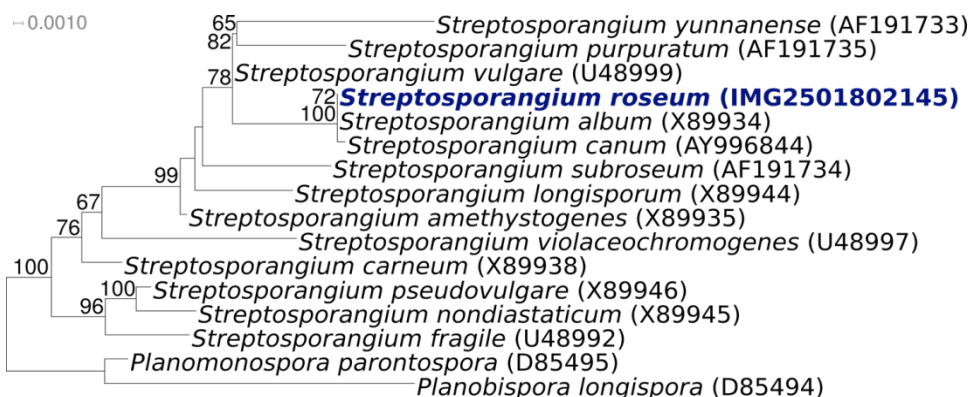 0.0010
65
Streptosporangium yunnanense (AF191733)
82
Streptosporangium purpuratum (AF191735)
78
Streptosporangium vulgare (U48999)
72
Streptosporangium roseum (IMG2501802145)
100
Streptosporangium album (X89934)
Streptosporangium canum (AY996844)
Streptosporangium subroseum (AF191734)
99
Streptosporangium longisporum (X89944)
67
Streptosporangium amethystogenes (X89935)
76
Streptosporangium violaceochromogenes (U48997)
100
Streptosporangium carneum (X89938)
100
Streptosporangium pseudovulgare (X89946)
96
Streptosporangium nondiastaticum (X89945)
Streptosporangium fragile (U48992)
Planomonospora parontospora (D85495)
Planobispora longispora (D85494)